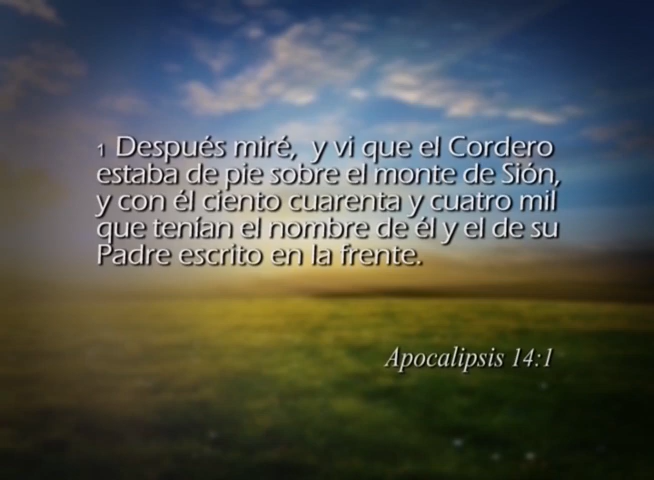 1 Después miré, y vi que el Cordero
estaba de pie sobre el monte de Sión,
y con él ciento cuarenta y cuatro mil
que tenían el nombre de él y el de su
Padre escrito en la frente.
Apocalipsis 14:1